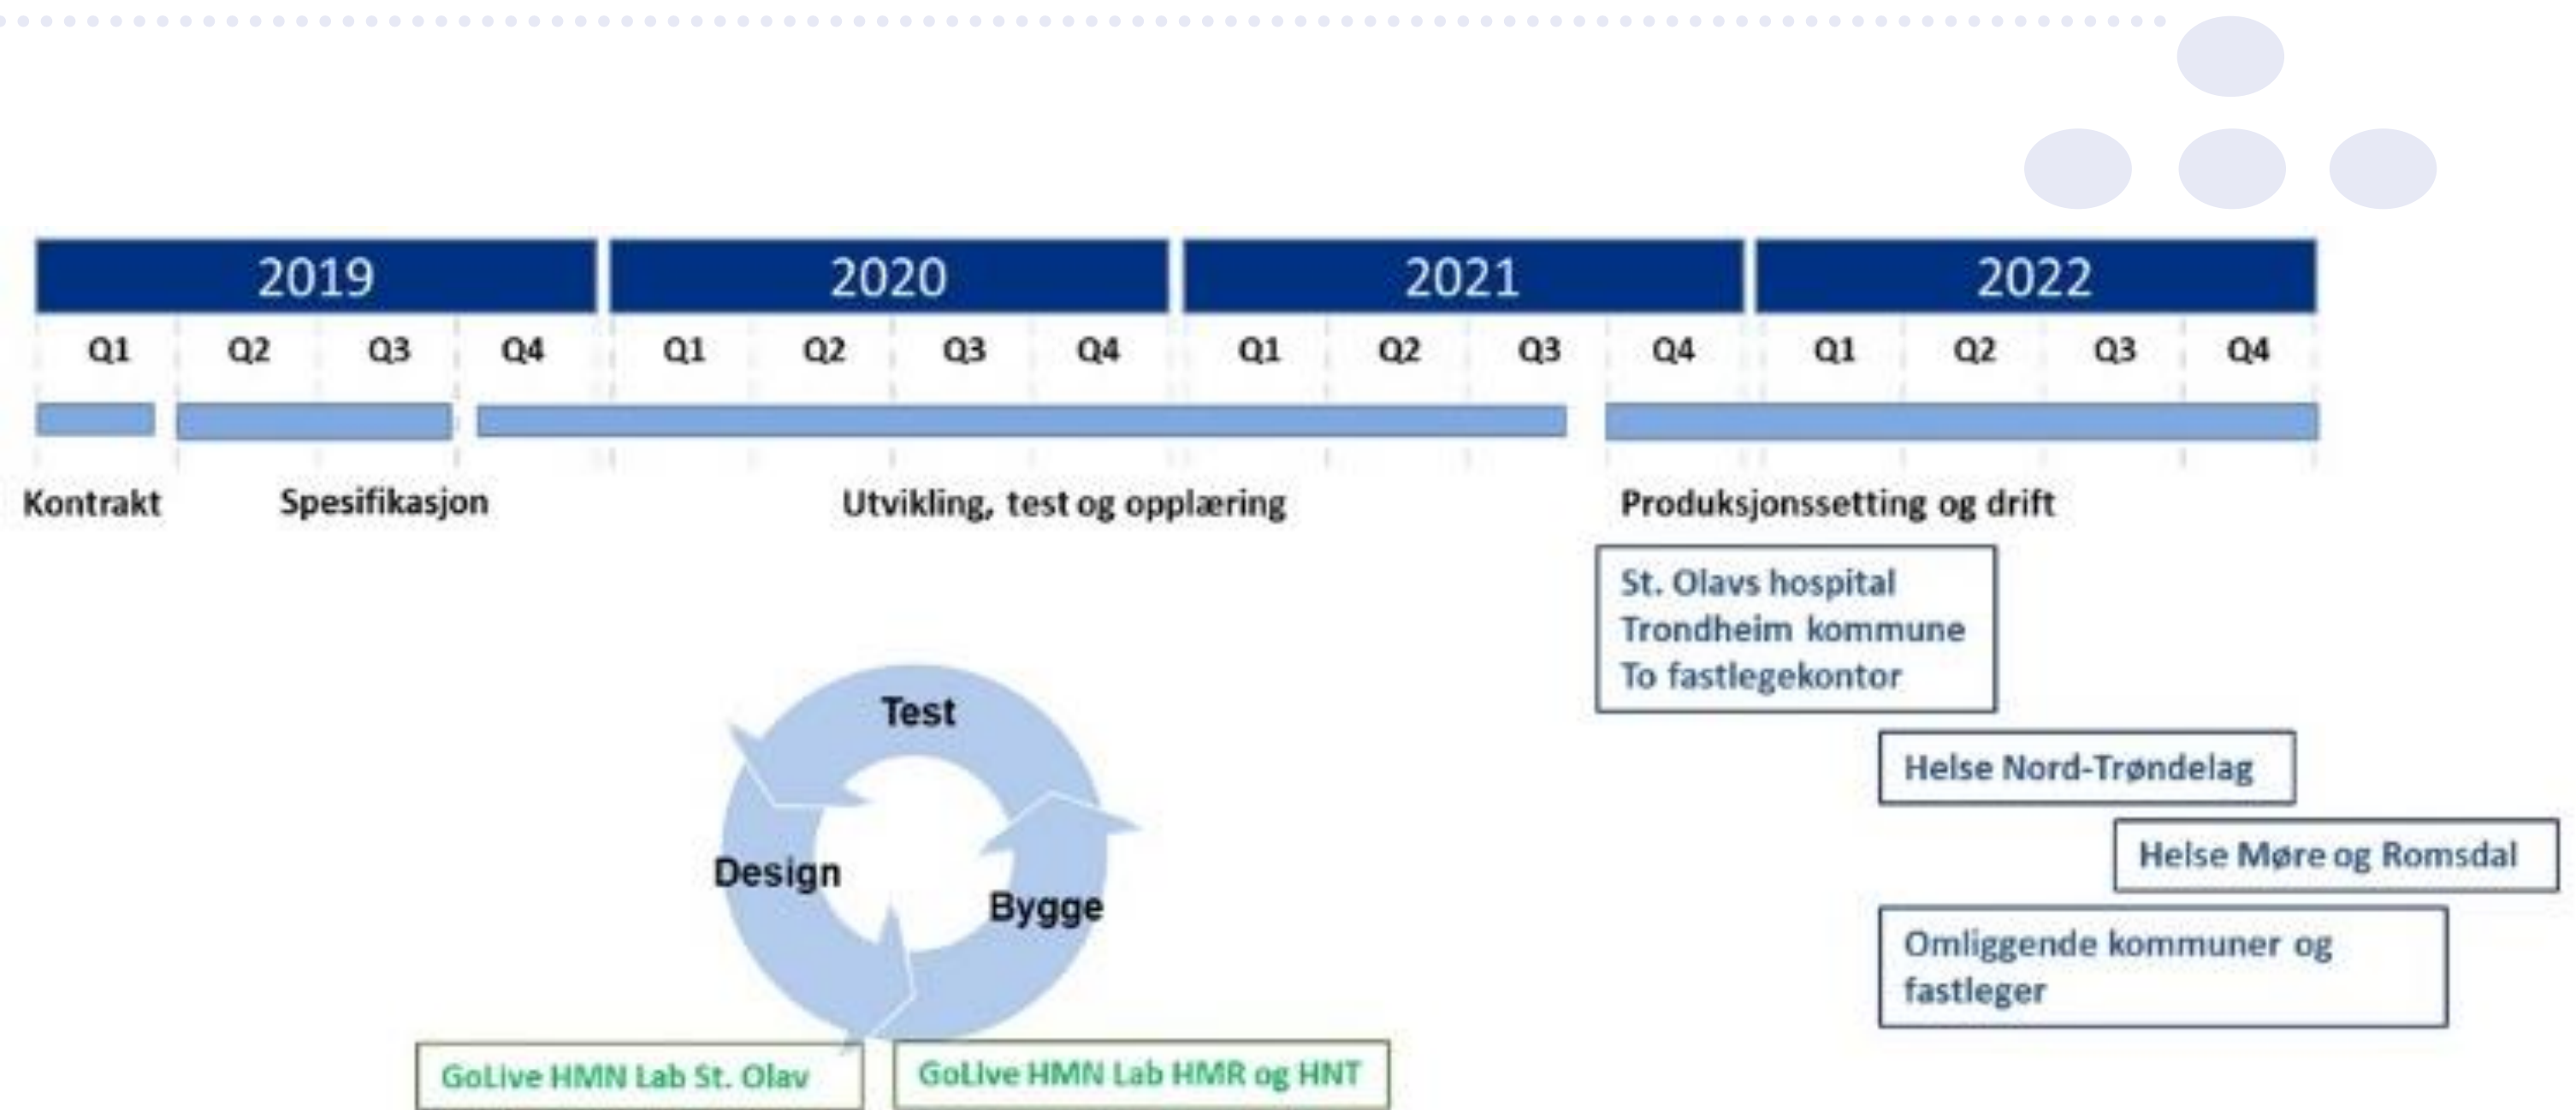 2019 2020 2021 2022
Q1 Q2 Q3 Q4 Q1 Q2 Q3 Q4 Q1 Q2 Q3 Q4 Q1 Q2 Q3 Q4
Kontrakt Spesifikasjon Utvikling, test og opplæring Produksjonssetting og drift
St. Olavs hospital
Trondheim kommune
To fastlegekontor
Helse Nord-Trøndelag
Helse Møre og Romsdal
Omliggende kommuner og
fastleger
Test
Design
Bygge
GoLive HMN Lab St. Olav
GoLive HMN Lab HMR og HNT